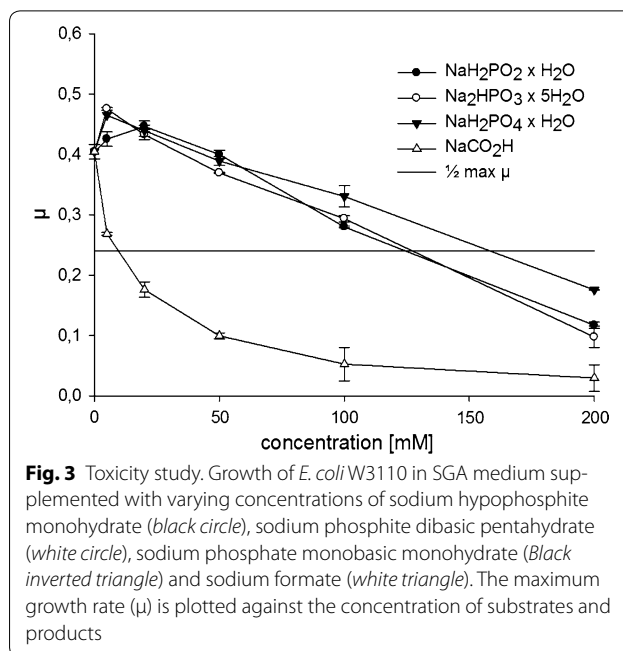 0,6
0,5
0,4
0,3
0,2
0,1
0,0
μ
NaH2PO2 x H2O
Na2HPO3 x 5H2O
NaH2PO4 x H2O
NaCO2H
½ max μ
0 50 100 150 200
concentration [mM]
Fig. 3 Toxicity study. Growth of E. coli W3110 in SGA medium sup-
plemented with varying concentrations of sodium hypophosphite
monohydrate (black circle), sodium phosphite dibasic pentahydrate
(white circle), sodium phosphate monobasic monohydrate (Black
inverted triangle) and sodium formate (white triangle). The maximum
growth rate (μ) is plotted against the concentration of substrates and
products